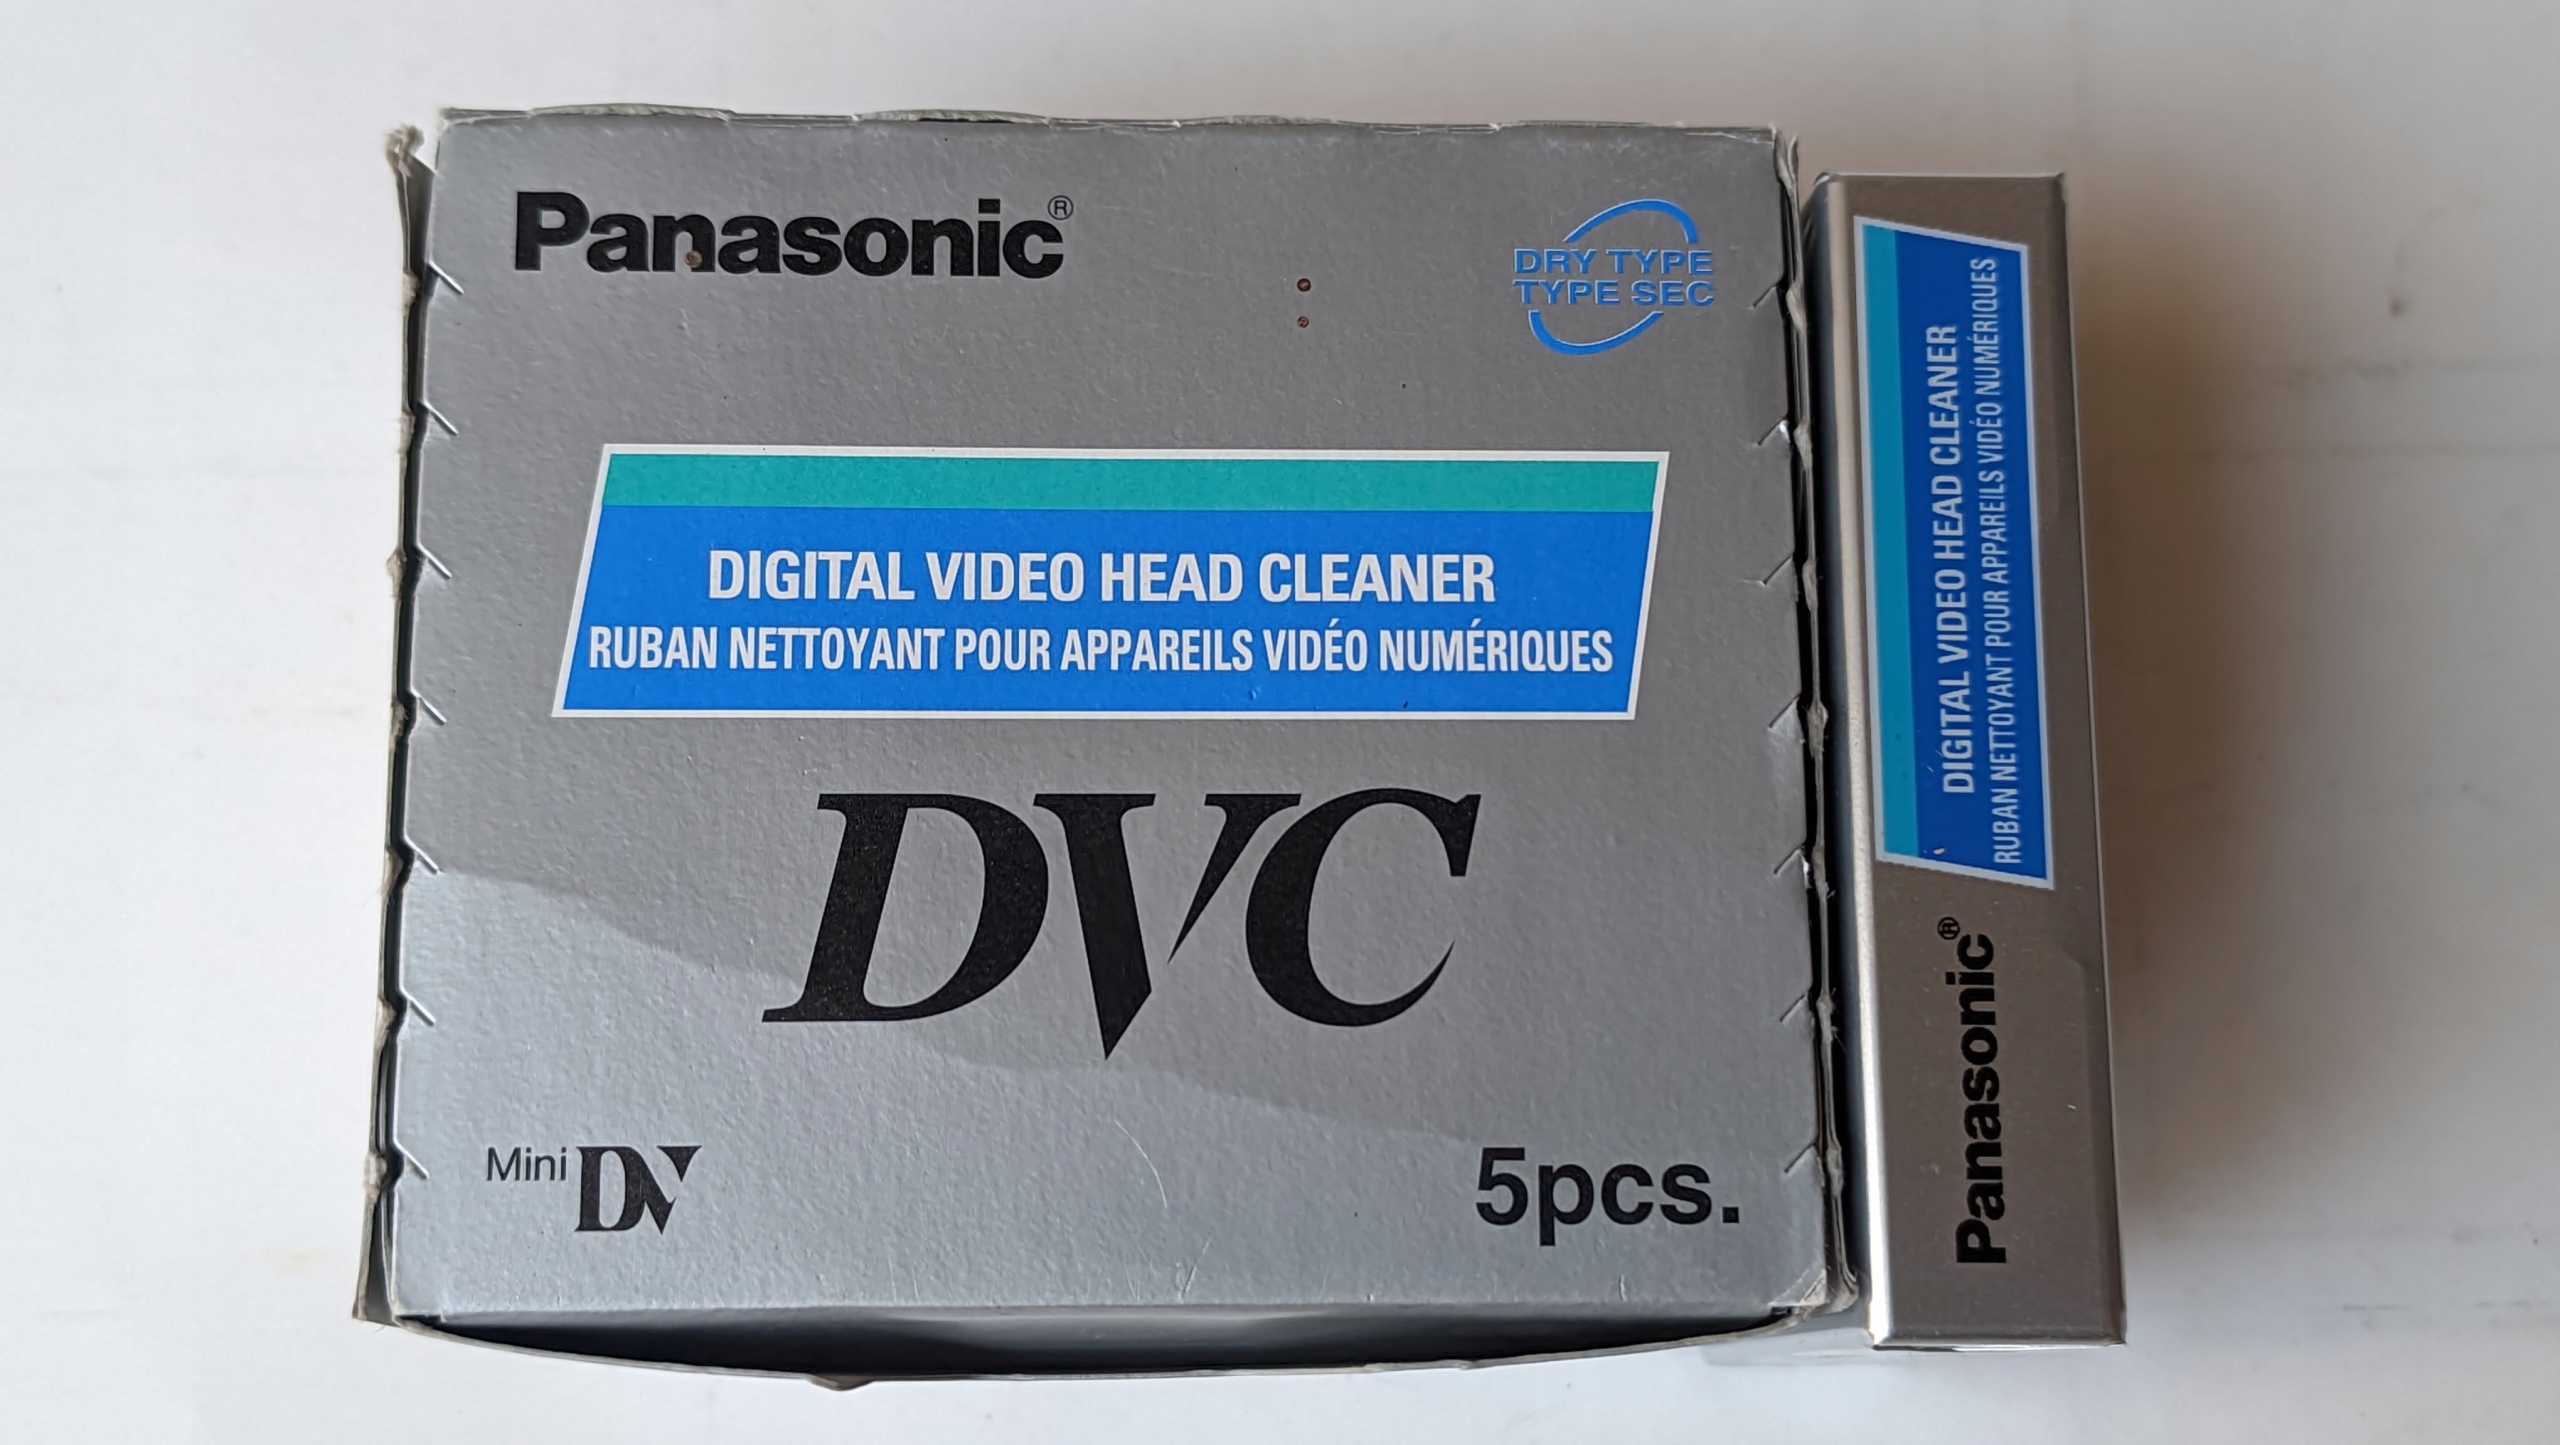 Panasonic®
DRY TYPE
TYPE SEC
DIGITAL VIDEO HEAD CLEANER
RUBAN NETTOYANT POUR APPAREILS VIDÉO NUMÉRIQUES
DVC
Mini DV
5pcs.
DIGITAL VIDEO HEAD CLEANER
RUBAN NETTOYANT POUR APPAREILS VIDÉO NUMÉRIQUES
Panasonic®